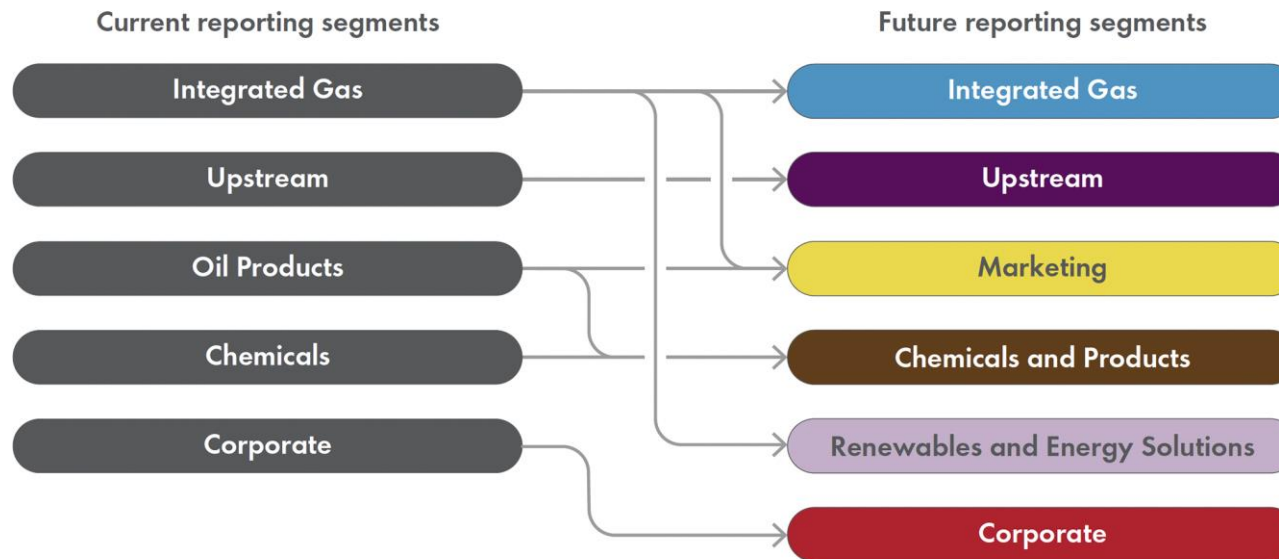 Current reporting segments
Future reporting segments
Integrated Gas
Integrated Gas
Upstream
Upstream
Oil Products
Marketing
Chemicals
Chemicals and Products
Corporate
Renewables and Energy Solutions
Corporate